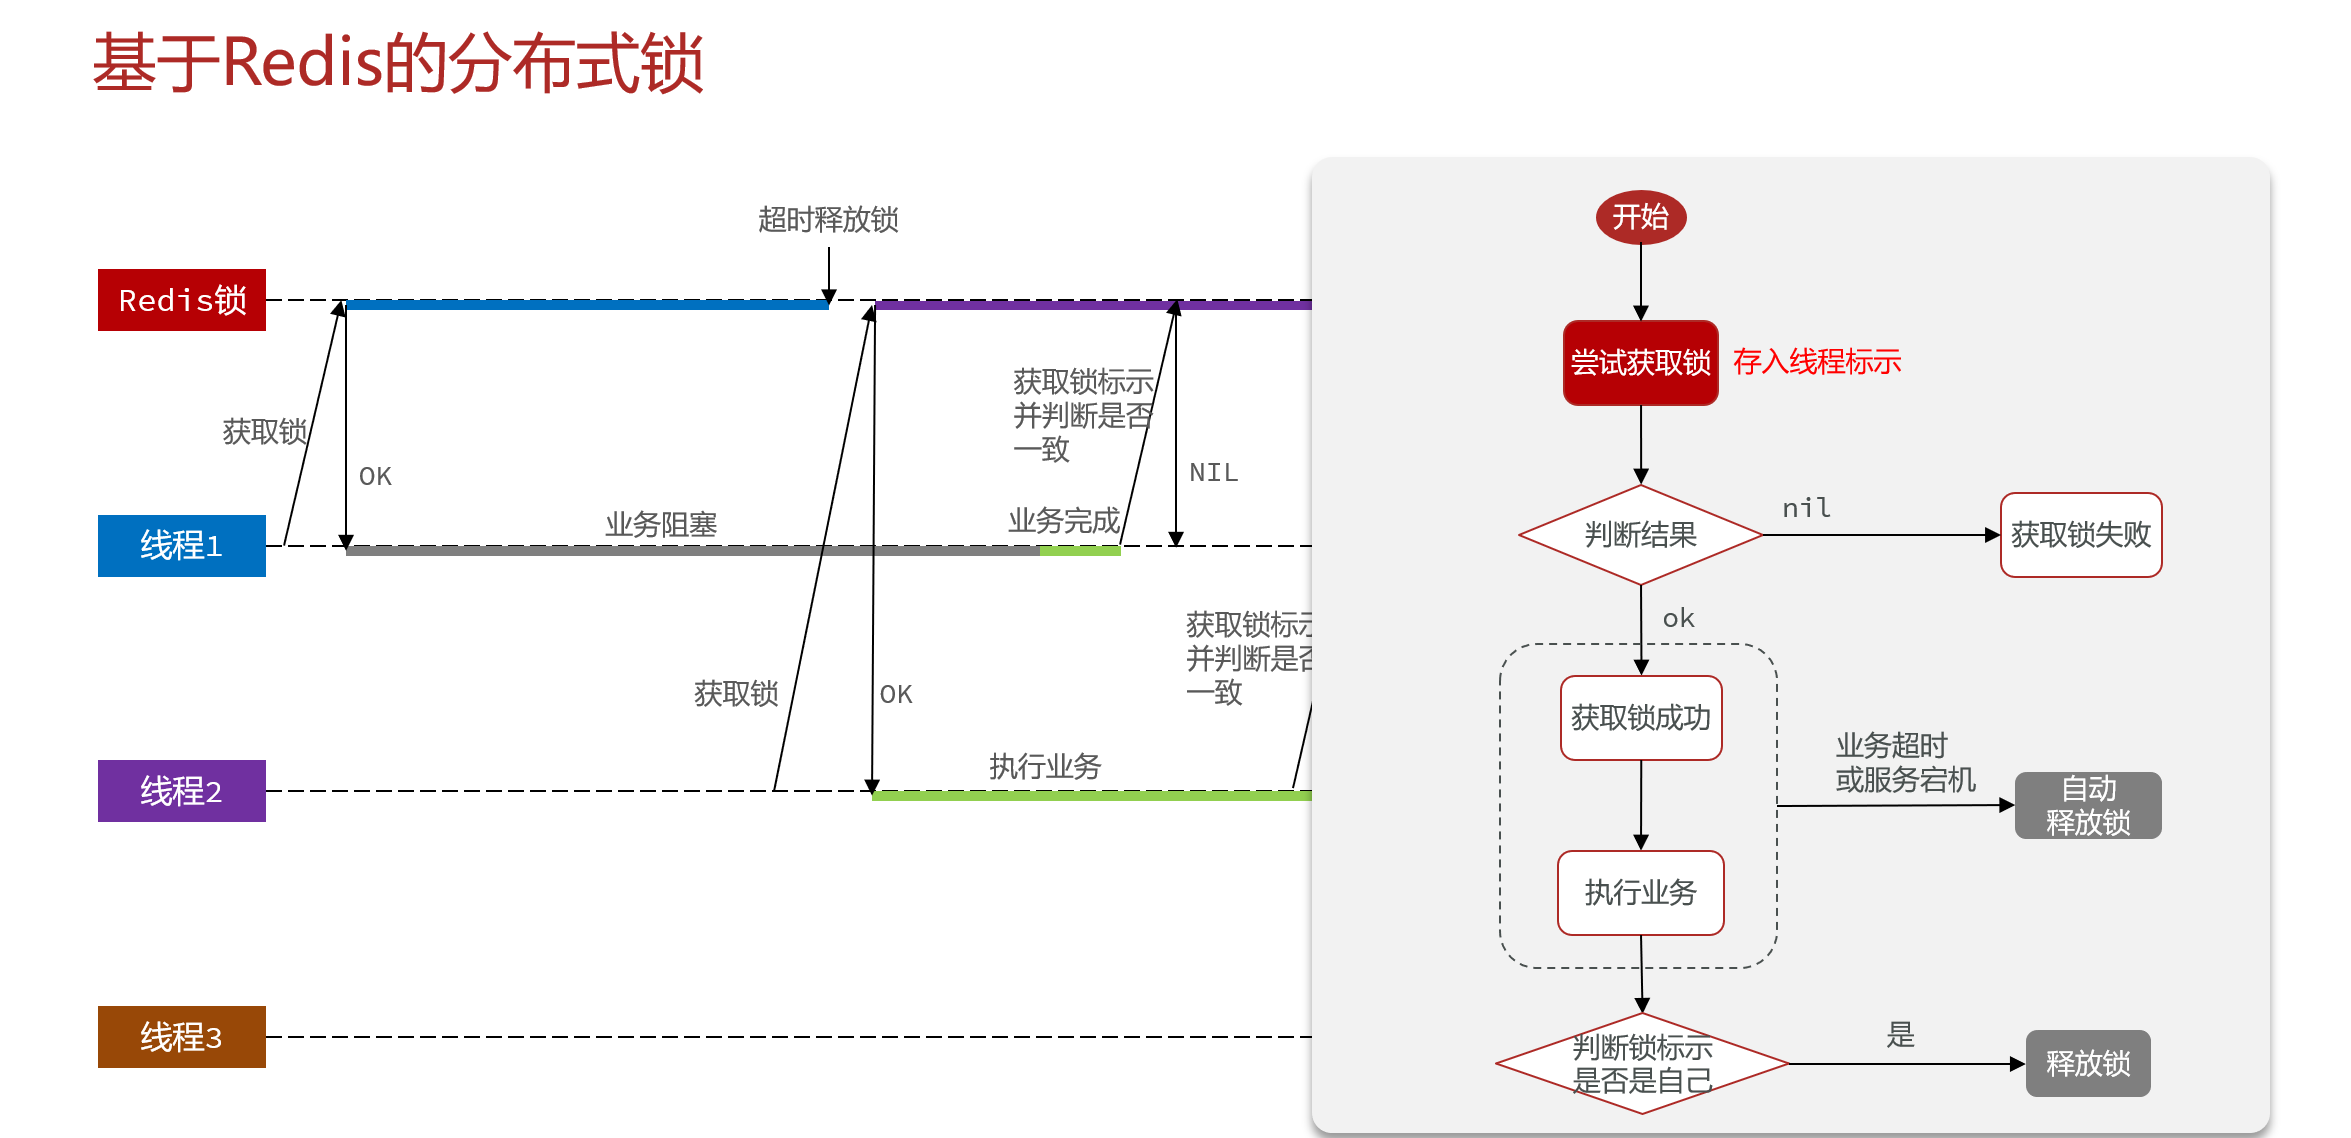 基于Redis的分布式锁
超时释放锁
Redis锁
获取锁
OK
获取锁标示
并判断是否
一致
NIL
线程1
业务阻塞
业务完成
获取锁
OK
获取锁标示
并判断是否
一致
执行业务
线程2
线程3
开始
尝试获取锁
存入线程标示
判断结果
nil
获取锁失败
ok
获取锁成功
业务超时
或服务宕机
自动
释放锁
执行业务
判断锁标示
是否是自己
是
释放锁